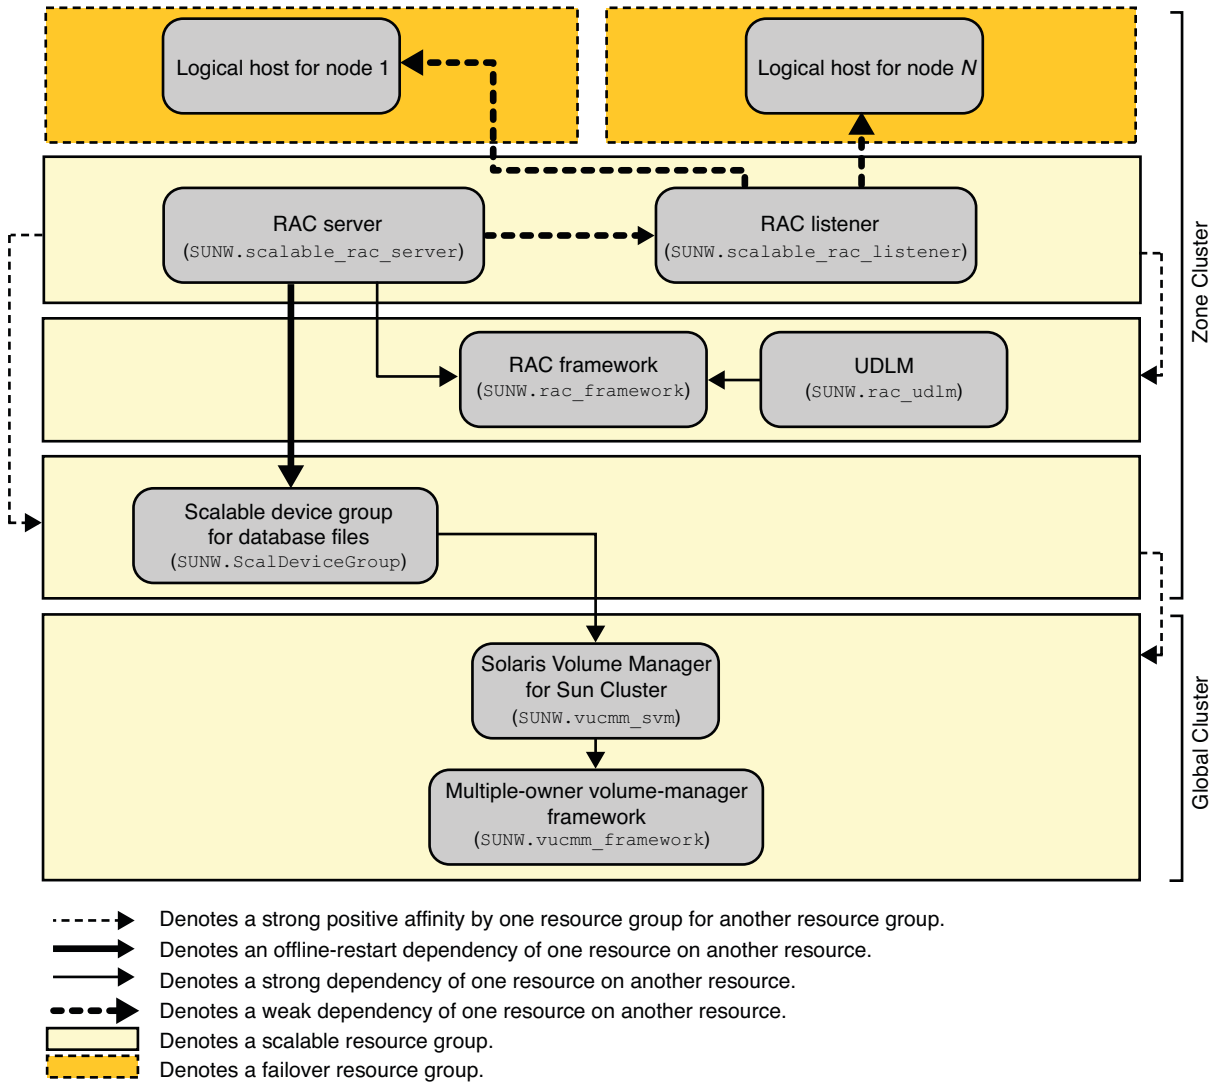 Logical host for node 1
Logical host for node N
RAC server
(SUNW.scalable_rac_server)
RAC listener
(SUNW.scalable_rac_listener)
Zone Cluster
RAC framework
(SUNW.rac_framework)
UDLM
(SUNW.rac_udlm)
Scalable device group
for database files
(SUNW.ScalDeviceGroup)
Solaris Volume Manager
for Sun Cluster
(SUNW.vucmm_svm)
Global Cluster
Multiple-owner volume-manager
framework
(SUNW.vucmm_framework)
Denotes a strong positive affinity by one resource group for another resource group.
Denotes an offline-restart dependency of one resource on another resource.
Denotes a strong dependency of one resource on another resource.
Denotes a weak dependency of one resource on another resource.
Denotes a scalable resource group.
Denotes a failover resource group.